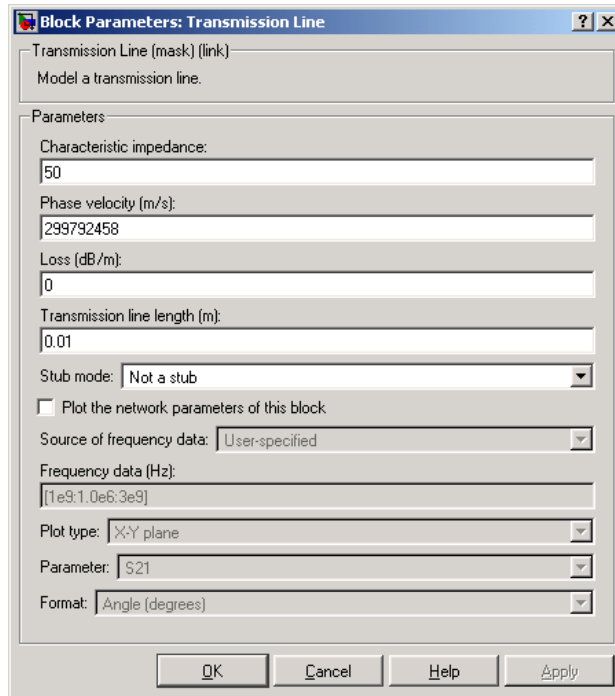 Block Parameters: Transmission Line
Transmission Line (mask) (link)
Model a transmission line.
Parameters
Characteristic impedance:
50
Phase velocity (m/s):
299792458
Loss (dB/m):
0
Transmission line length (m):
0.01
Stub mode: Not a stub
Plot the network parameters of this block
Source of frequency data: User-specified
Frequency data (Hz):
[1e9:1.0e6:3e9]
Plot type: X-Y plane
Parameter: S21
Format: Angle (degrees)
OK Cancel Help Apply